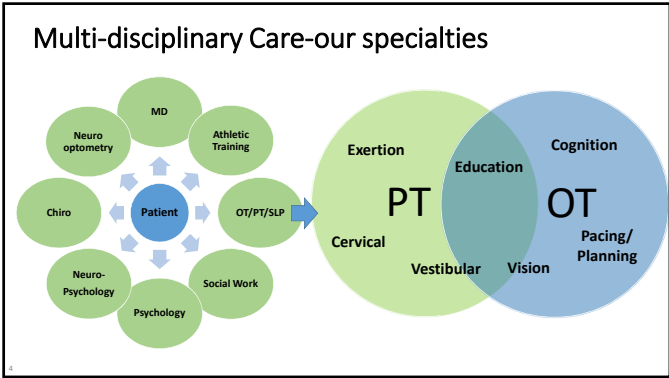 Multi-disciplinary Care-our specialties
MD
Athletic
Training
OT/PT/SLP
Social Work
Psychology
Neuro-
Psychology
Chiro
Neuro
optometry
Patient
Exertion
PT
Cervical
Vestibular
Education
Cognition
OT
Pacing/
Planning
Vision
4